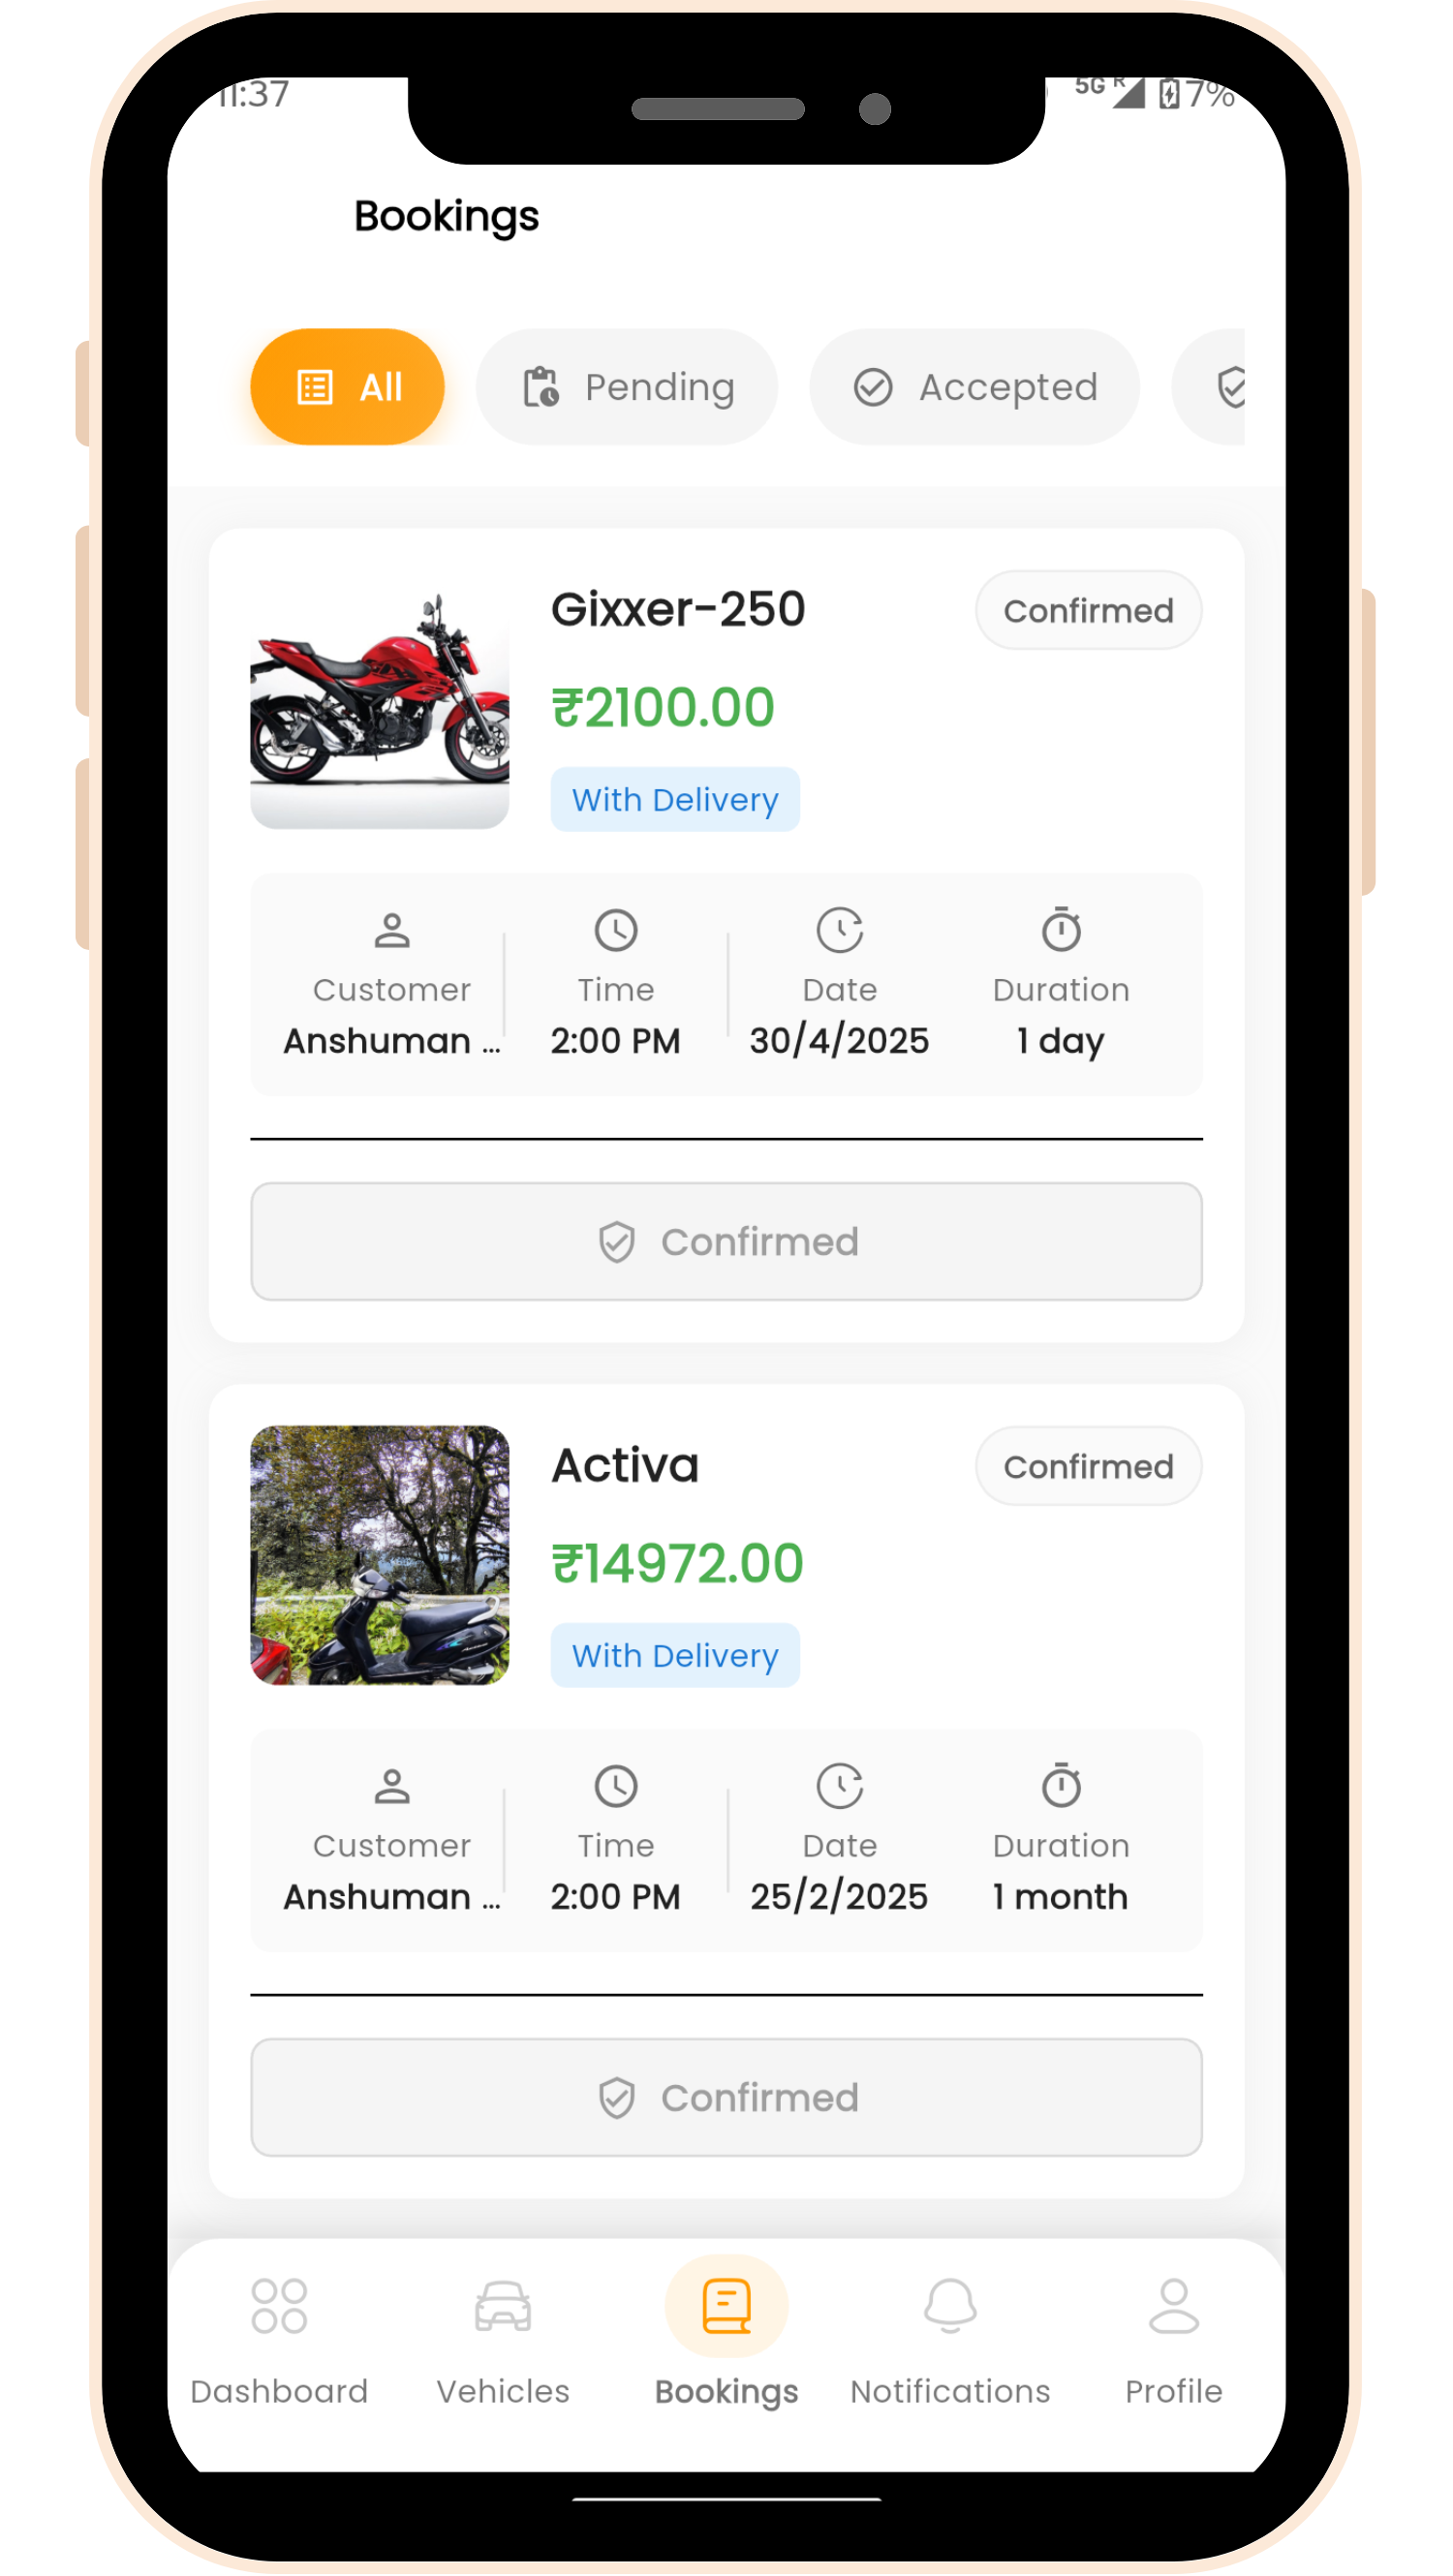 11:37 5G R 7%
Bookings
All Pending Accepted
Gixxer-250 Confirmed
₹2100.00
With Delivery
Customer Time Date Duration
Anshuman ... 2:00 PM 30/4/2025 1 day
Confirmed
Activa Confirmed
₹14972.00
With Delivery
Customer Time Date Duration
Anshuman ... 2:00 PM 25/2/2025 1 month
Confirmed
Dashboard Vehicles Bookings Notifications Profile